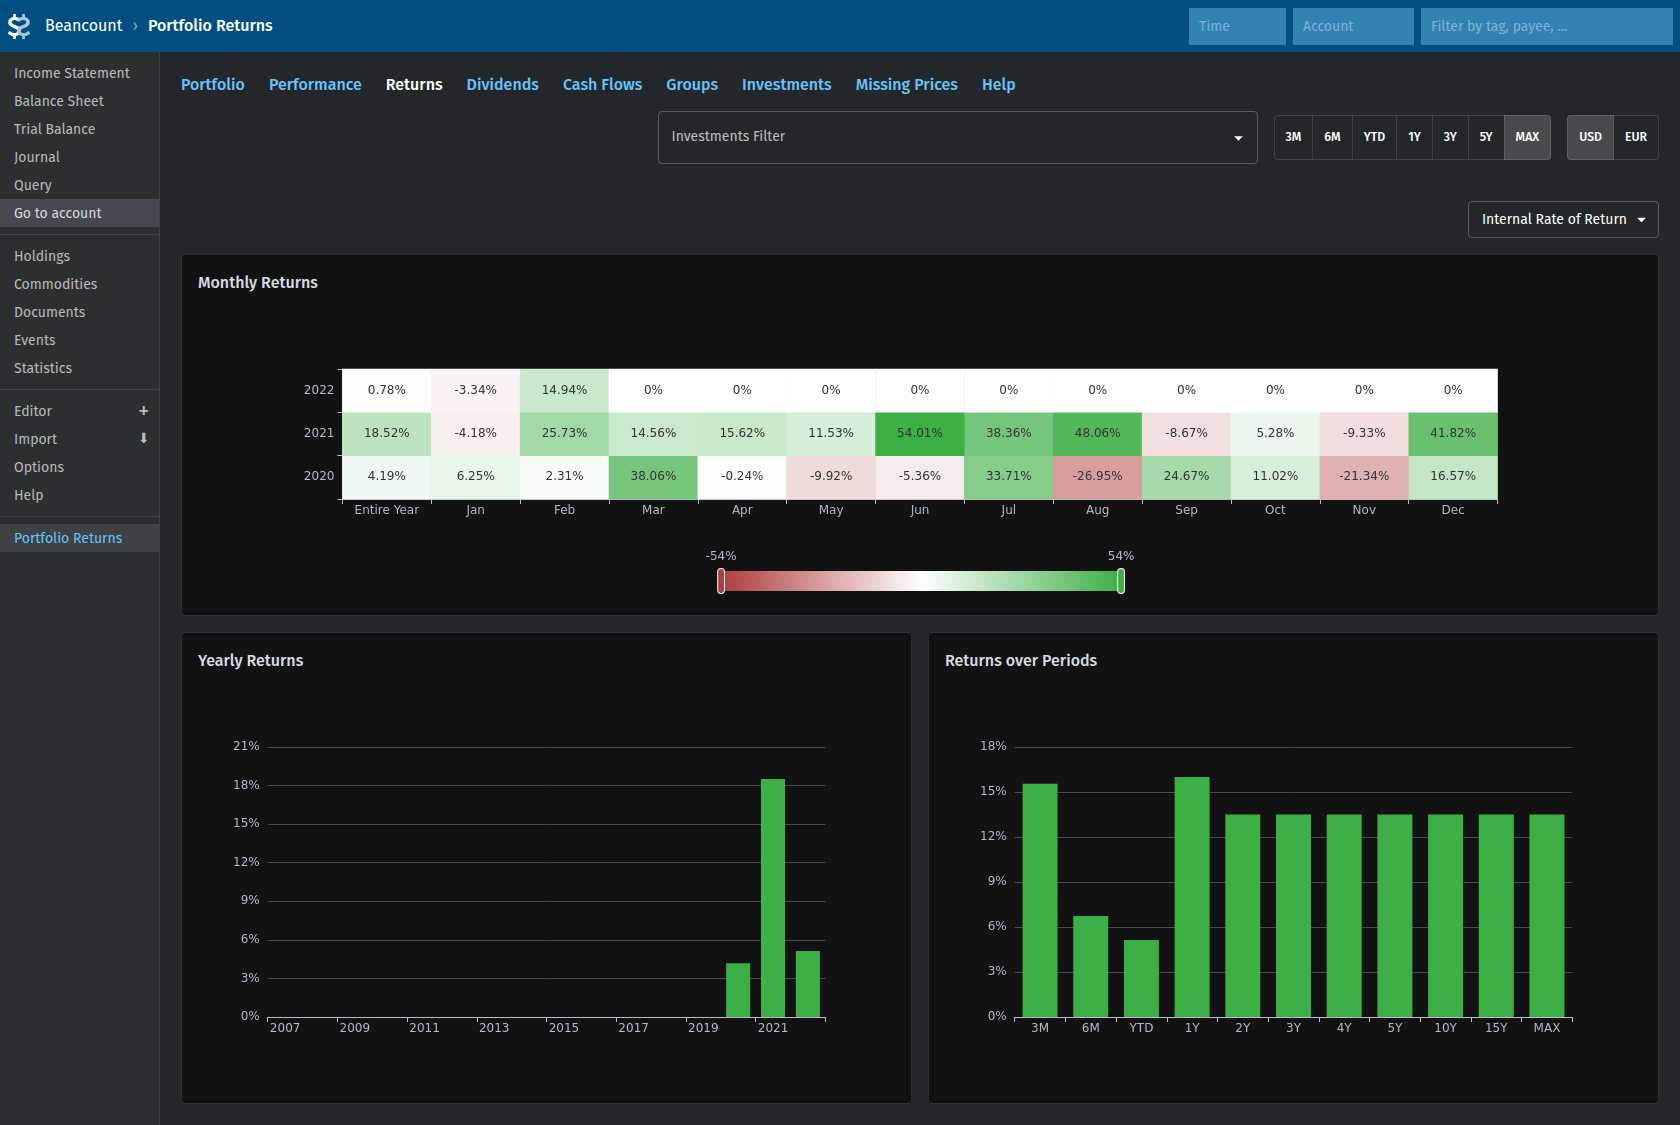 Beancount › Portfolio Returns
Time
Account
Filter by tag, payee, ...
Income Statement
Balance Sheet
Trial Balance
Journal
Query
Go to account
Holdings
Commodities
Documents
Events
Statistics
Editor +
Import ⬇
Options
Help
Portfolio Returns
Portfolio Performance Returns Dividends Cash Flows Groups Investments Missing Prices Help
Investments Filter
3M 6M YTD 1Y 3Y 5Y MAX
USD EUR
Internal Rate of Return
Monthly Returns
2022 0.78% -3.34% 14.94% 0% 0% 0% 0% 0% 0% 0% 0% 0% 0%
2021 18.52% -4.18% 25.73% 14.56% 15.62% 11.53% 54.01% 38.36% 48.06% -8.67% 5.28% -9.33% 41.82%
2020 4.19% 6.25% 2.31% 38.06% -0.24% -9.92% -5.36% 33.71% -26.95% 24.67% 11.02% -21.34% 16.57%
Entire Year Jan Feb Mar Apr May Jun Jul Aug Sep Oct Nov Dec
-54% 54%
Yearly Returns
21%
18%
15%
12%
9%
6%
3%
0%
2007 2009 2011 2013 2015 2017 2019 2021
Returns over Periods
18%
15%
12%
9%
6%
3%
0%
3M 6M YTD 1Y 2Y 3Y 4Y 5Y 10Y 15Y MAX